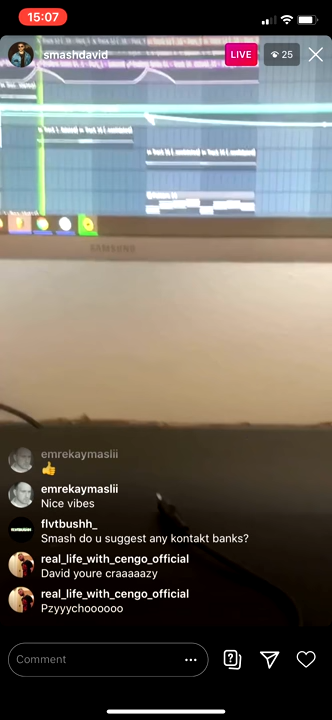 15:07
smashdavid
LIVE
25
SAMSUNG
emrekaymaslii
👍
emrekaymaslii
Nice vibes
flvtbushh_
Smash do u suggest any kontakt banks?
real_life_with_cengo_official
David youre craaaaazy
real_life_with_cengo_official
Pzyyychoooooo
Comment